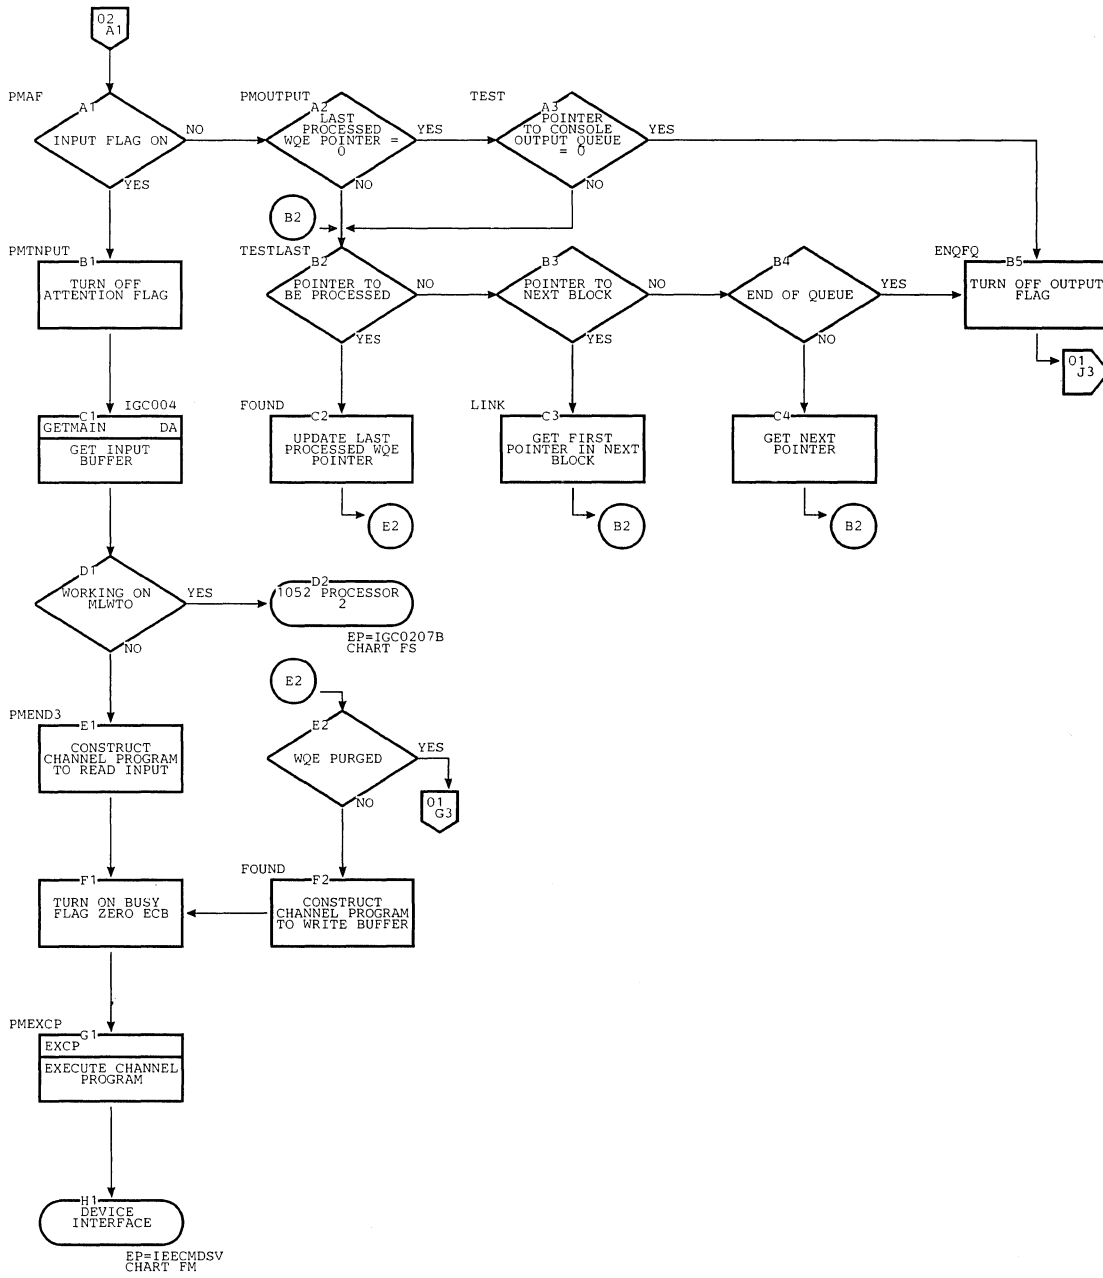 02
A1
PMAF
A1
INPUT FLAG ON
NO
YES
PMOUTPUT
A2
LAST
PROCESSED
WQE POINTER =
0
YES
NO
TEST
A3
POINTER
TO CONSOLE
OUTPUT QUEUE
= 0
YES
NO
B2
PMTNPUT
B1
TURN OFF
ATTENTION FLAG
TESTLAST
B2
POINTER TO
BE PROCESSED
NO
YES
B3
POINTER TO
NEXT BLOCK
NO
YES
B4
END OF QUEUE
YES
NO
ENQFQ
B5
TURN OFF OUTPUT
FLAG
01
J3
IGC004
C1
GETMAIN DA
GET INPUT
BUFFER
FOUND
C2
UPDATE LAST
PROCESSED WQE
POINTER
E2
LINK
C3
GET FIRST
POINTER IN NEXT
BLOCK
B2
C4
GET NEXT
POINTER
B2
D1
WORKING ON
MLWTO
YES
NO
D2
1052 PROCESSOR
2
EP=IGC0207B
CHART FS
E2
PMEND3
E1
CONSTRUCT
CHANNEL PROGRAM
TO READ INPUT
E2
WQE PURGED
YES
NO
01
G3
F1
TURN ON BUSY
FLAG ZERO ECB
FOUND
F2
CONSTRUCT
CHANNEL PROGRAM
TO WRITE BUFFER
PMEXCP
G1
EXCP
EXECUTE CHANNEL
PROGRAM
H1
DEVICE
INTERFACE
EP=IEECMDSV
CHART FM